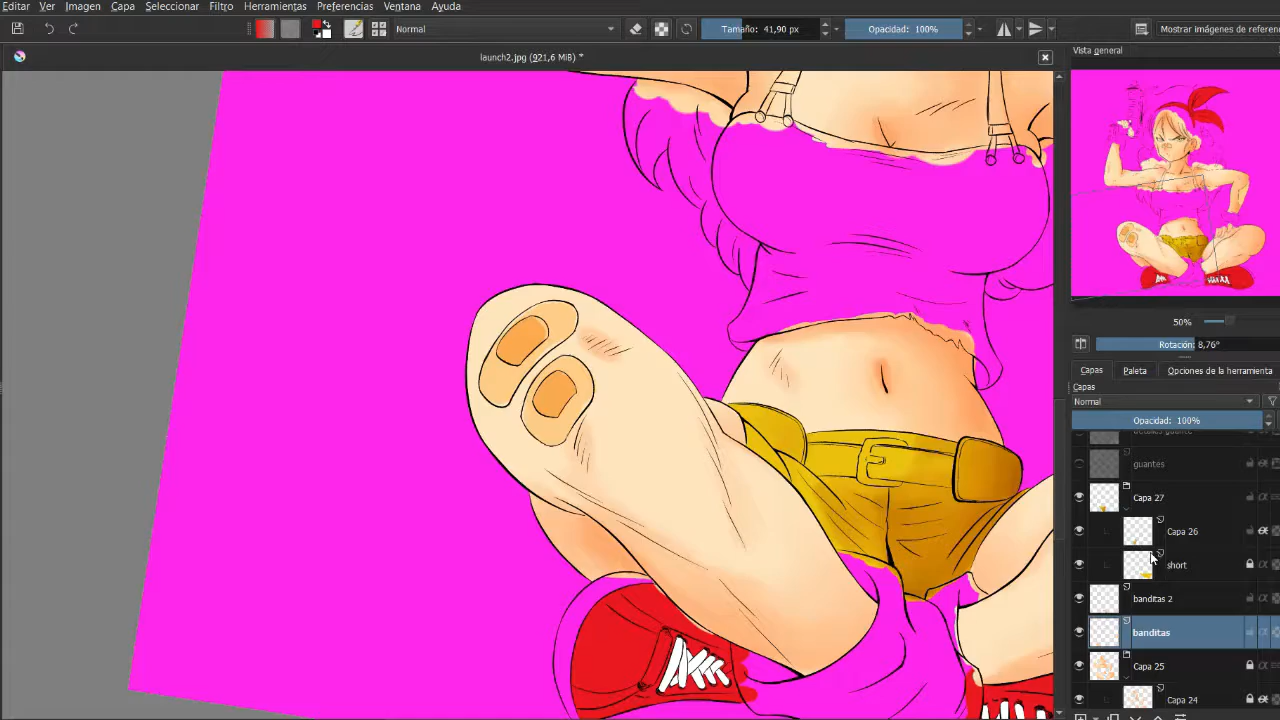 Editar Ver Imagen Capa Seleccionar Filtro Herramientas Preferencias Ventana Ayuda
Normal Tamaño: 41,90 px Opacidad: 100% Mostrar imágenes de referen
launch2.jpg (921,6 MiB) *
Vista general
50%
Rotación: 8,76°
Capas Paleta Opciones de la herramienta
Capas
Normal
Opacidad: 100%
detalles guante
guantes
Capa 27
Capa 26
short
banditas 2
banditas
Capa 25
Capa 24